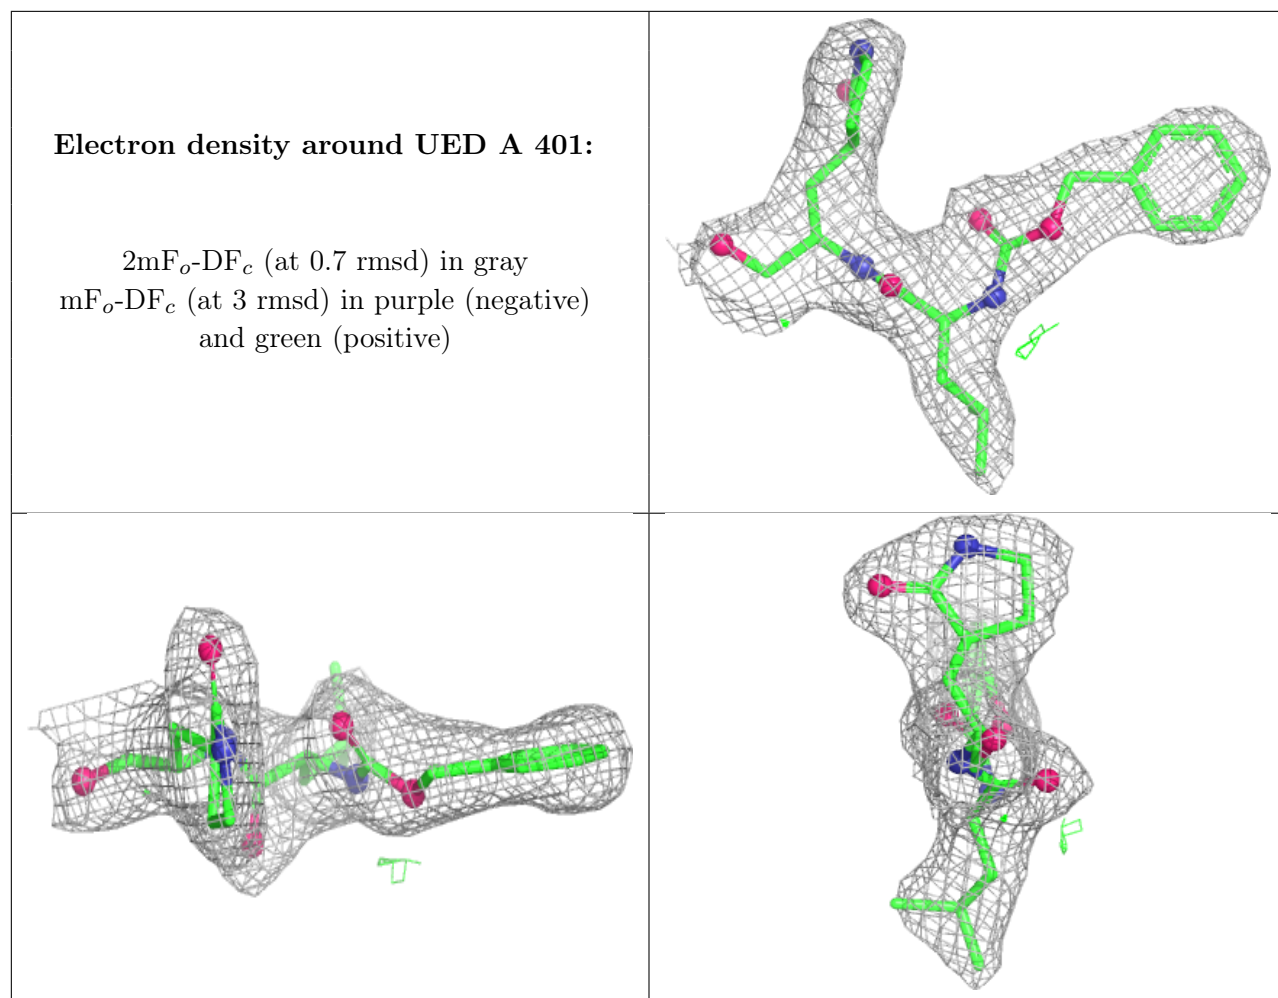 Electron density around UED A 401:
2mFo-DFc (at 0.7 rmsd) in gray
mFo-DFc (at 3 rmsd) in purple (negative)
and green (positive)